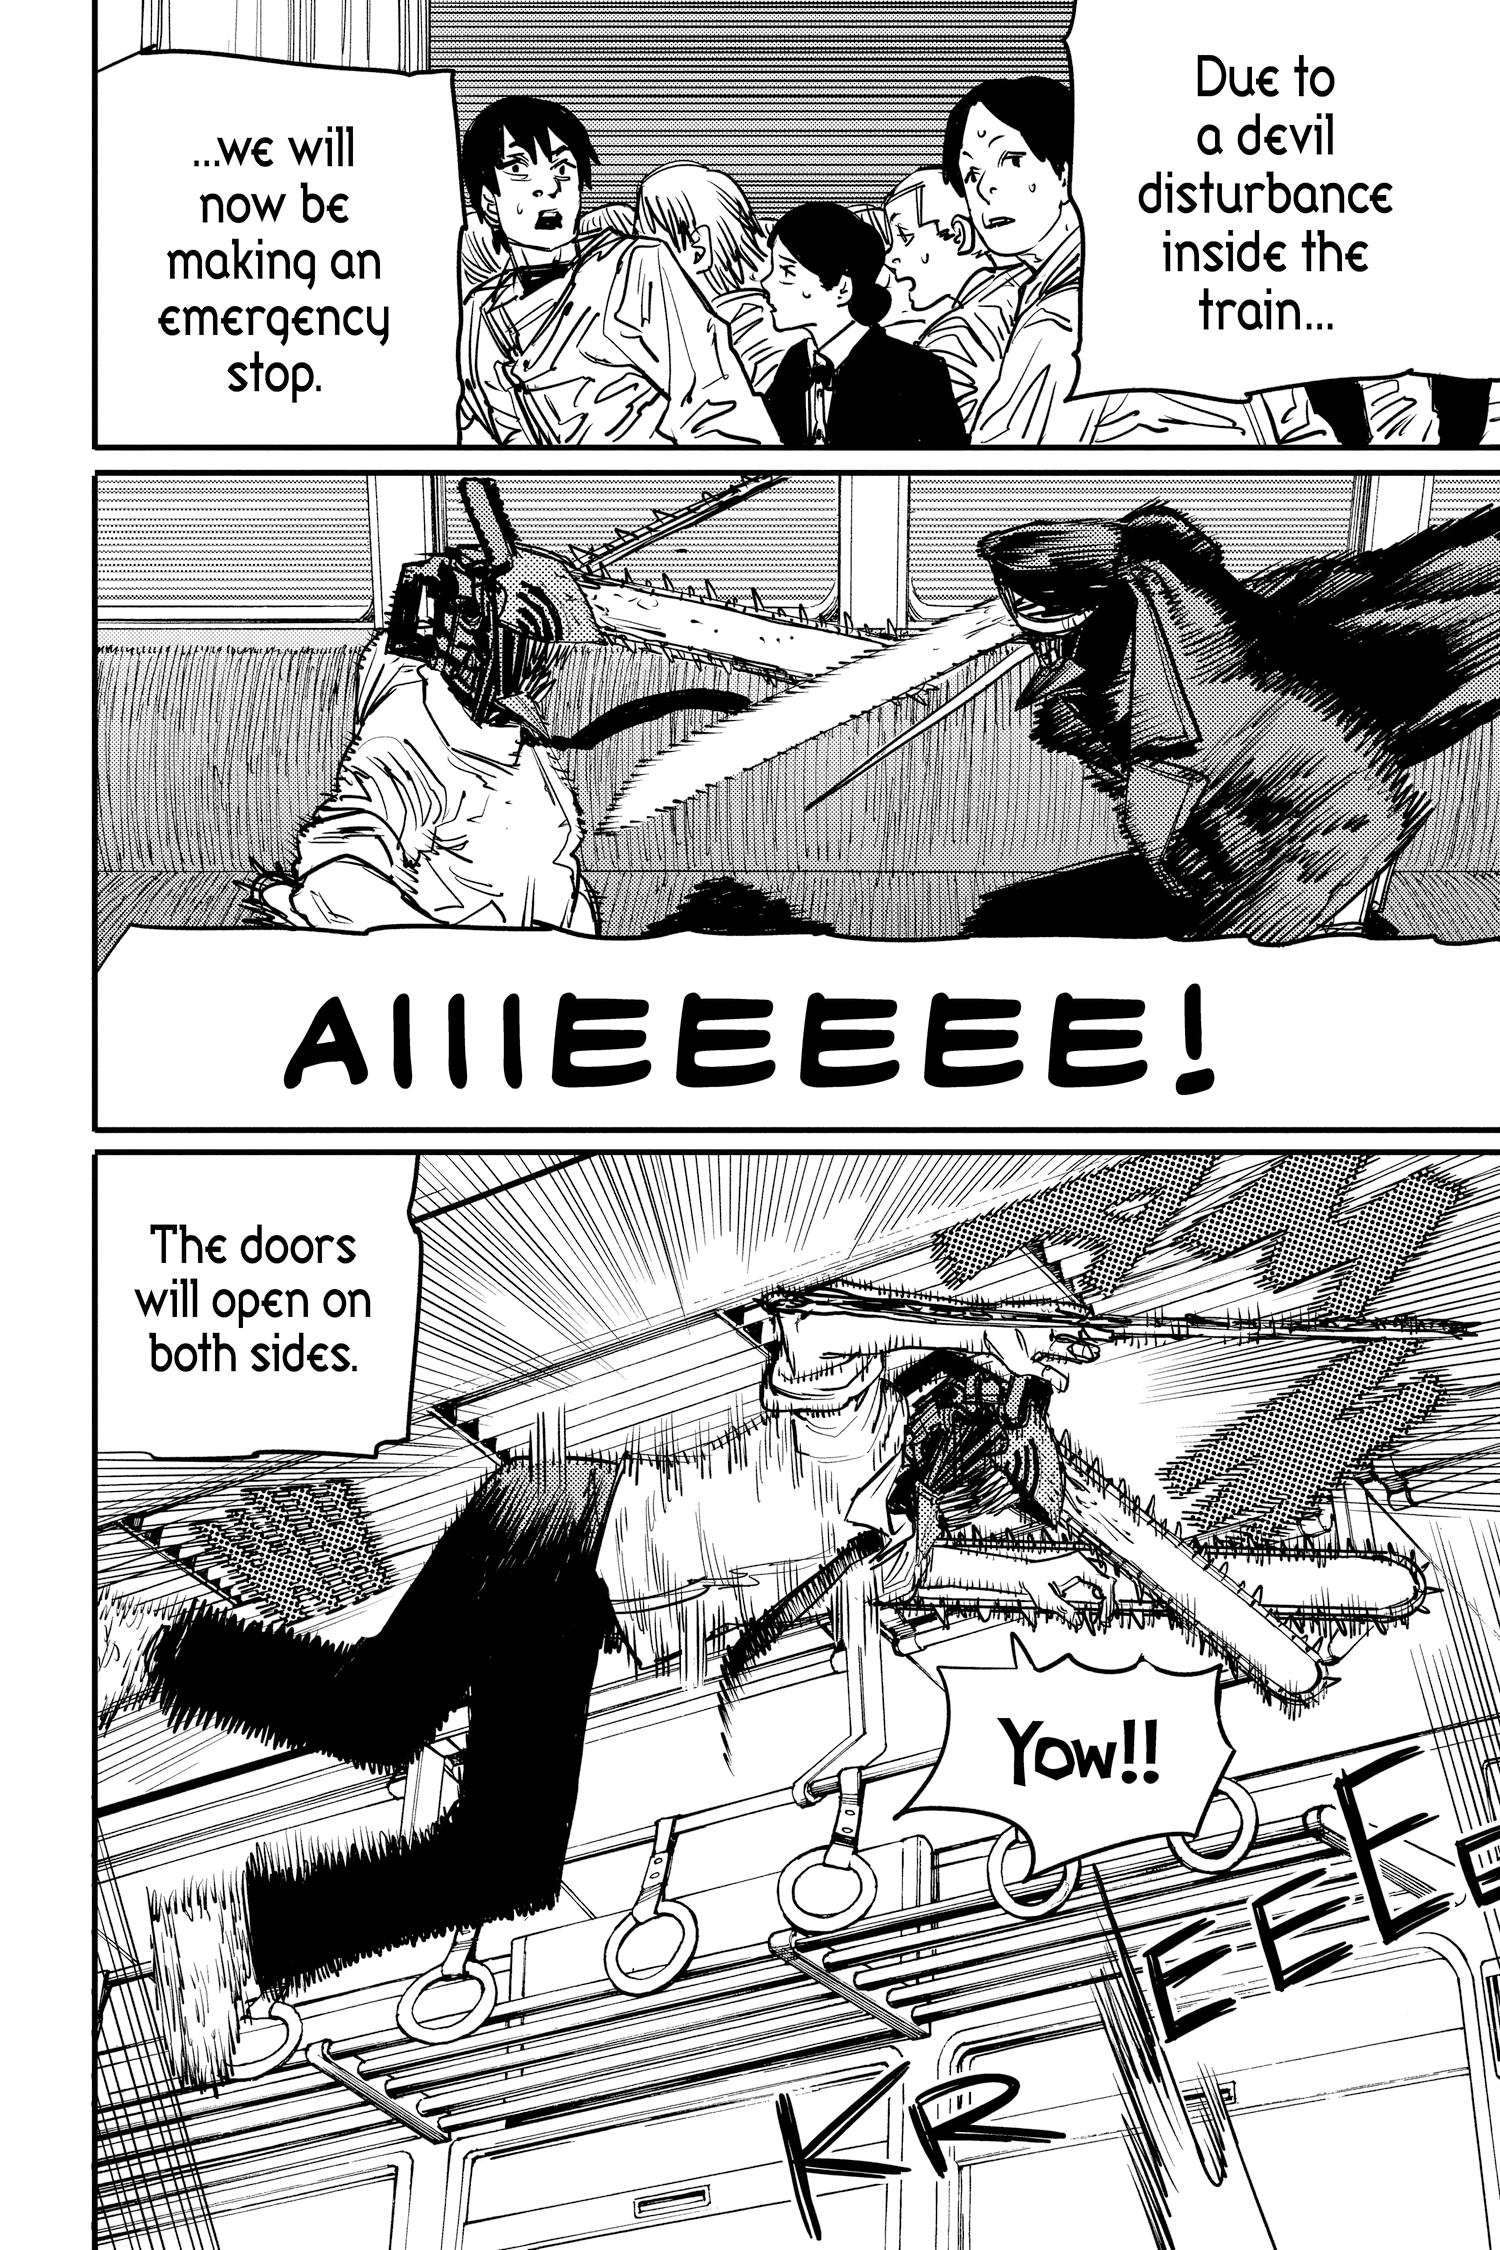 Due to
a devil
disturbance
inside the
train...
...we will
now be
making an
emergency
stop.
AIIIEEEEE!
The doors
will open on
both sides.
Yow!!
KR
EEEE